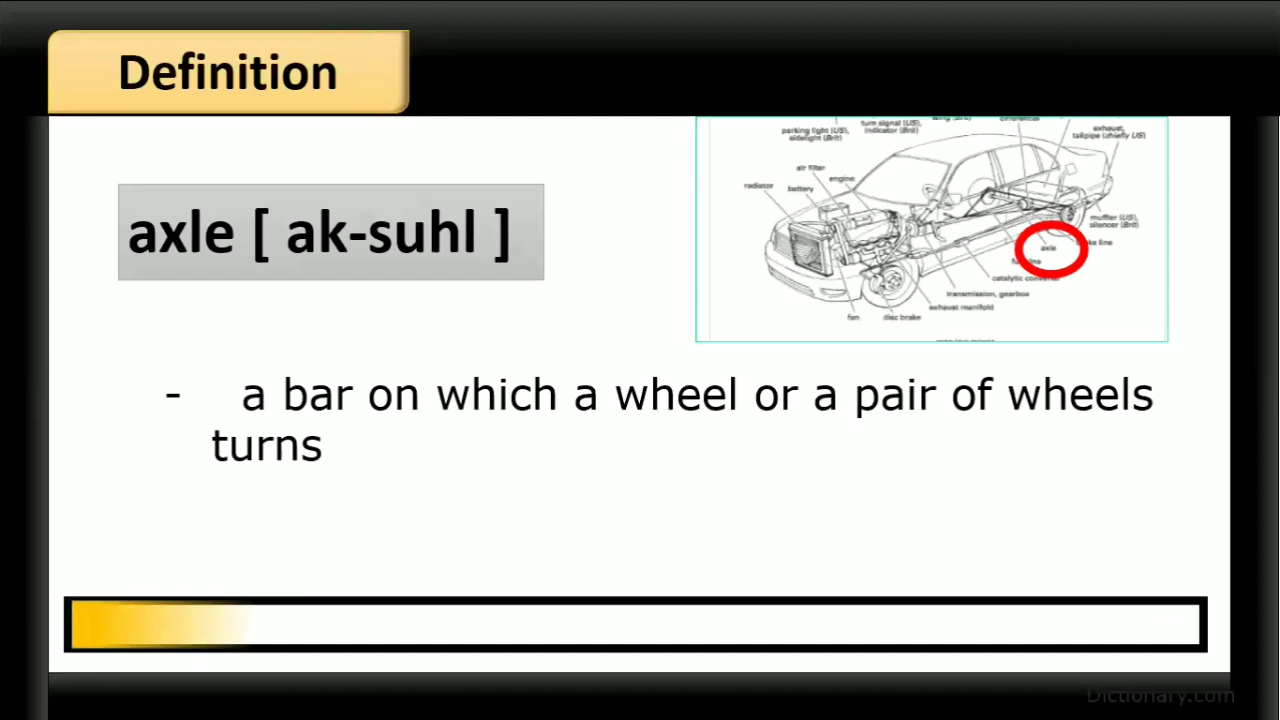 Definition
axle [ ak-suhl ]
parking light (US),
sidelight (Brit)
turn signal (US),
indicator (Brit)
differential
exhaust,
tailpipe (chiefly US)
air filter
engine
radiator
battery
muffler (US),
silencer (Brit)
axle
line
catalytic
transmission, gearbox
exhaust manifold
fan
disc brake
- a bar on which a wheel or a pair of wheels
turns
Dictionary.com